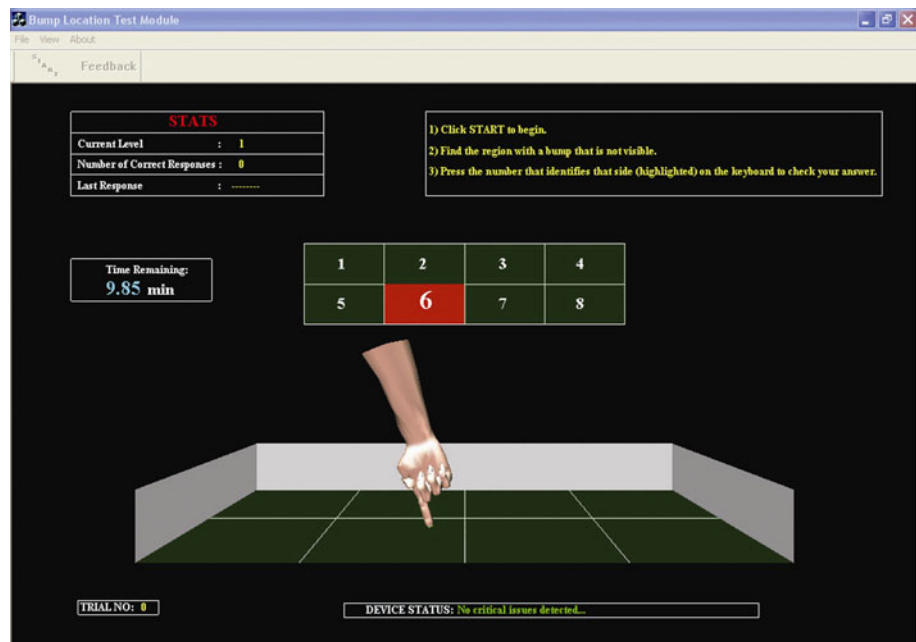 Bump Location Test Module
File View About
START Feedback
STATS
Current Level : 1
Number of Correct Responses : 0
Last Response : --------
1) Click START to begin.
2) Find the region with a bump that is not visible.
3) Press the number that identifies that side (highlighted) on the keyboard to check your answer.
Time Remaining:
9.85 min
1 2 3 4
5 6 7 8
TRIAL NO: 0
DEVICE STATUS: No critical issues detected...